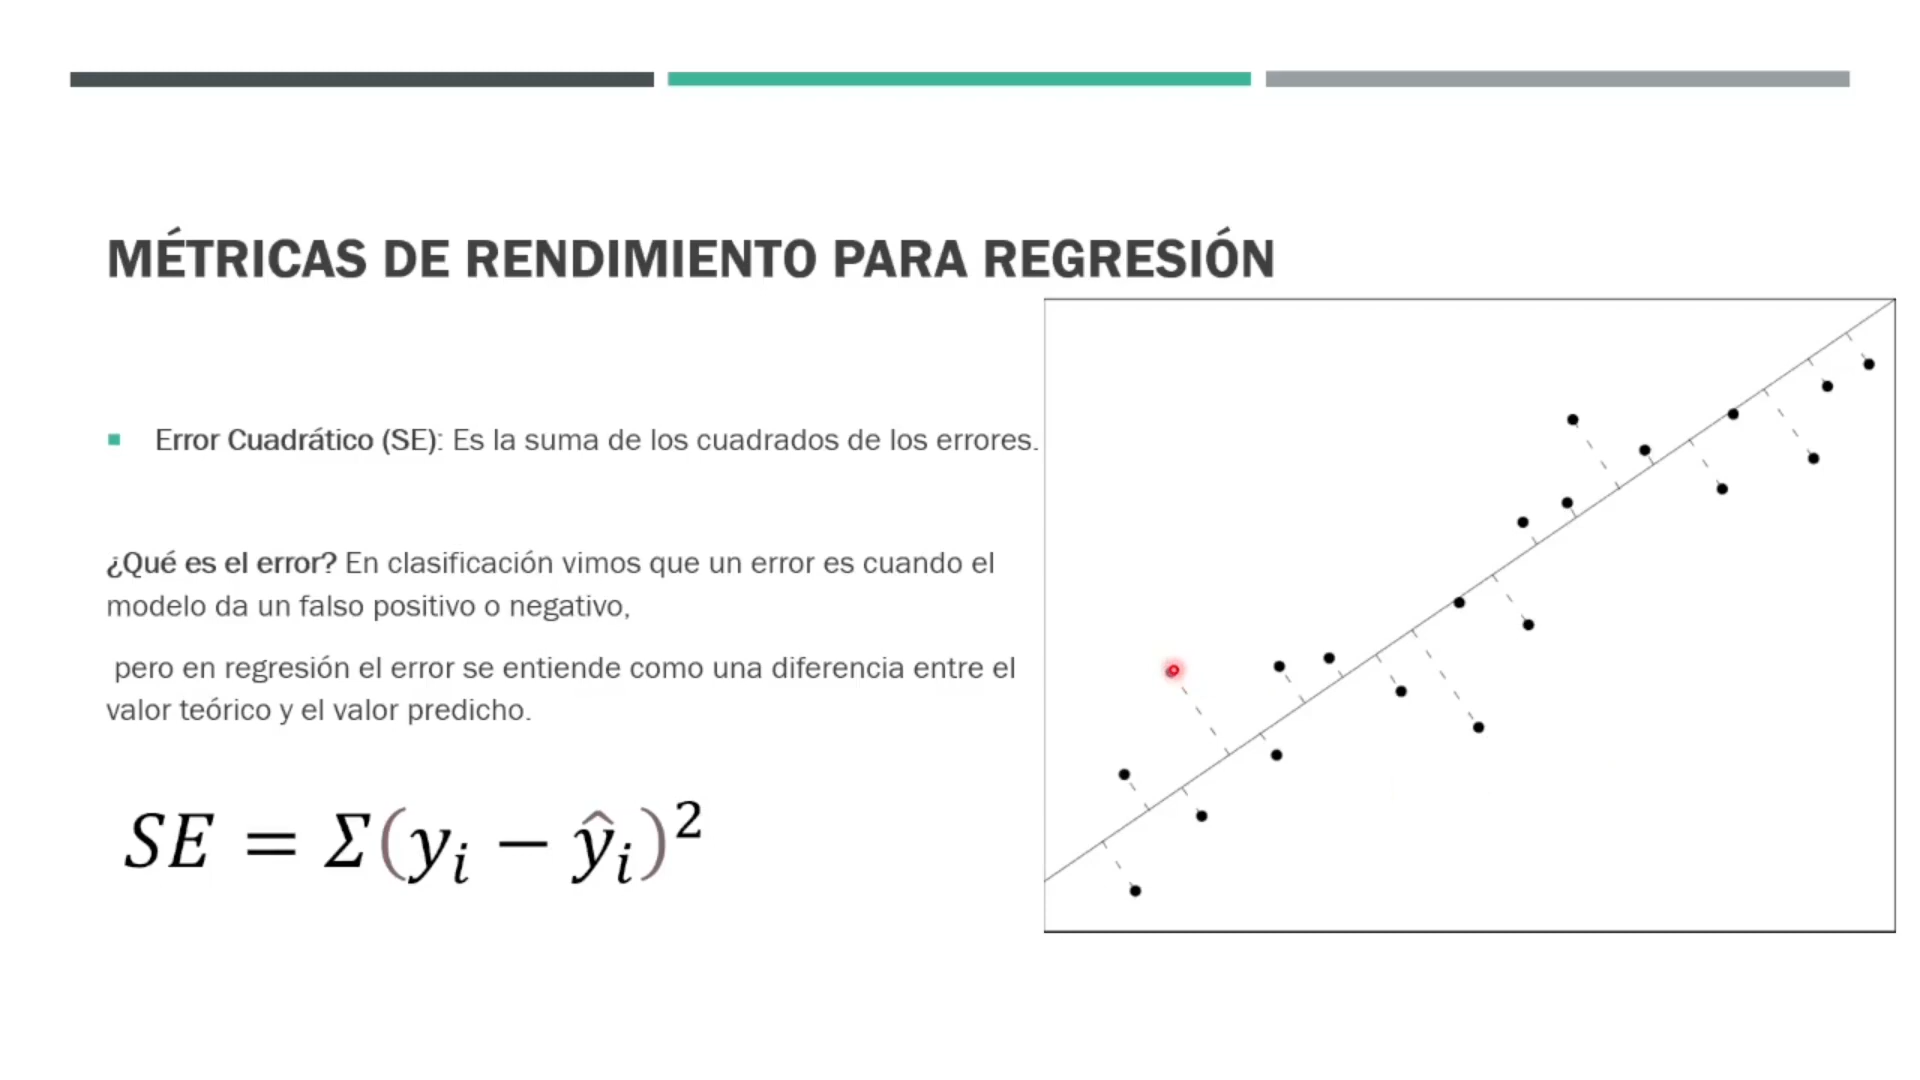 MÉTRICAS DE RENDIMIENTO PARA REGRESIÓN
Error Cuadrático (SE): Es la suma de los cuadrados de los errores.
¿Qué es el error? En clasificación vimos que un error es cuando el
modelo da un falso positivo o negativo,
pero en regresión el error se entiende como una diferencia entre el
valor teórico y el valor predicho.
SE = Σ(yᵢ − ŷᵢ)²